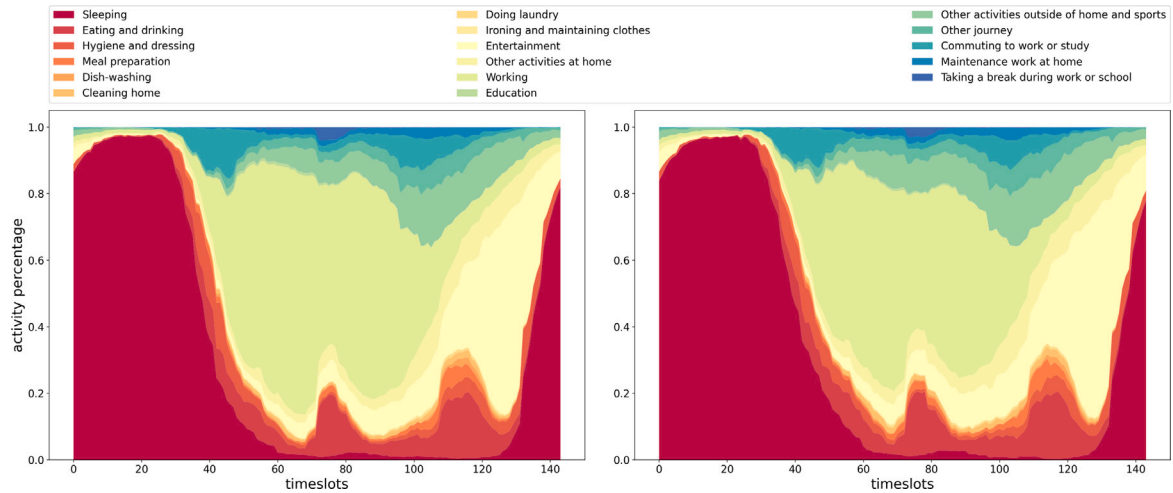 Sleeping
Eating and drinking
Hygiene and dressing
Meal preparation
Dish-washing
Cleaning home
Doing laundry
Ironing and maintaining clothes
Entertainment
Other activities at home
Working
Education
Other activities outside of home and sports
Other journey
Commuting to work or study
Maintenance work at home
Taking a break during work or school
activity percentage
1.0
0.8
0.6
0.4
0.2
0.0
0 20 40 60 80 100 120 140
timeslots
1.0
0.8
0.6
0.4
0.2
0.0
0 20 40 60 80 100 120 140
timeslots